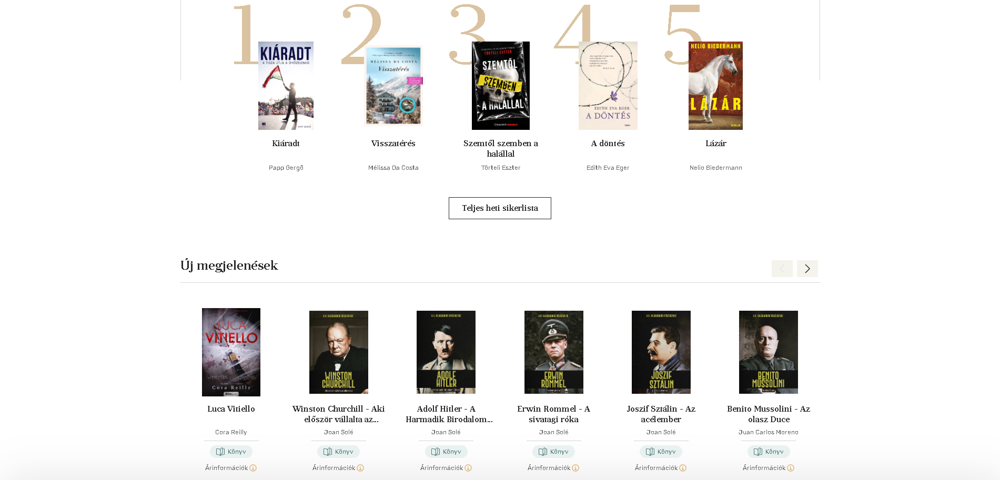 1 2 3 4 5
KIÁRADT
A TISZA ÚTJA A GYŐZELEMIG
PAPP GERGŐ
MÉLISSA DA COSTA
Visszatérés
TÖRTELI ESZTER
SZEMTŐL
SZEMBEN
A HALÁLLAL
EDITH EVA EGER
A DÖNTÉS
NELIO BIEDERMANN
LÁZÁR
Kiáradt
Visszatérés
Szemtől szemben a
halállal
A döntés
Lázár
Papp Gergő
Mélissa Da Costa
Törteli Eszter
Edith Eva Eger
Nelio Biedermann
Teljes heti sikerlista
Új megjelenések
LUCA
VITIELLO
Cora Reilly
WINSTON
CHURCHILL
ADOLF
HITLER
ERWIN
ROMMEL
JOSZIF
SZTÁLIN
BENITO
MUSSOLINI
Luca Vitiello
Winston Churchill - Aki
először vállalta az...
Adolf Hitler - A
Harmadik Birodalom...
Erwin Rommel - A
sivatagi róka
Joszif Sztálin - Az
acélember
Benito Mussolini - Az
olasz Duce
Cora Reilly
Joan Solé
Joan Solé
Joan Solé
Joan Solé
Juan Carlos Moreno
Könyv
Könyv
Könyv
Könyv
Könyv
Könyv
Árinformációk
Árinformációk
Árinformációk
Árinformációk
Árinformációk
Árinformációk